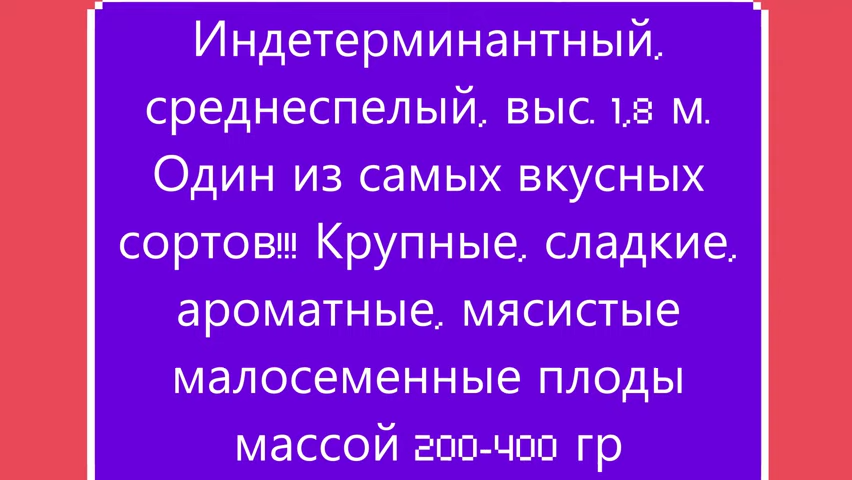 Индетерминантный,
среднеспелый, выс. 1,8 м.
Один из самых вкусных
сортов!!! Крупные, сладкие,
ароматные, мясистые
малосеменные плоды
массой 200-400 гр